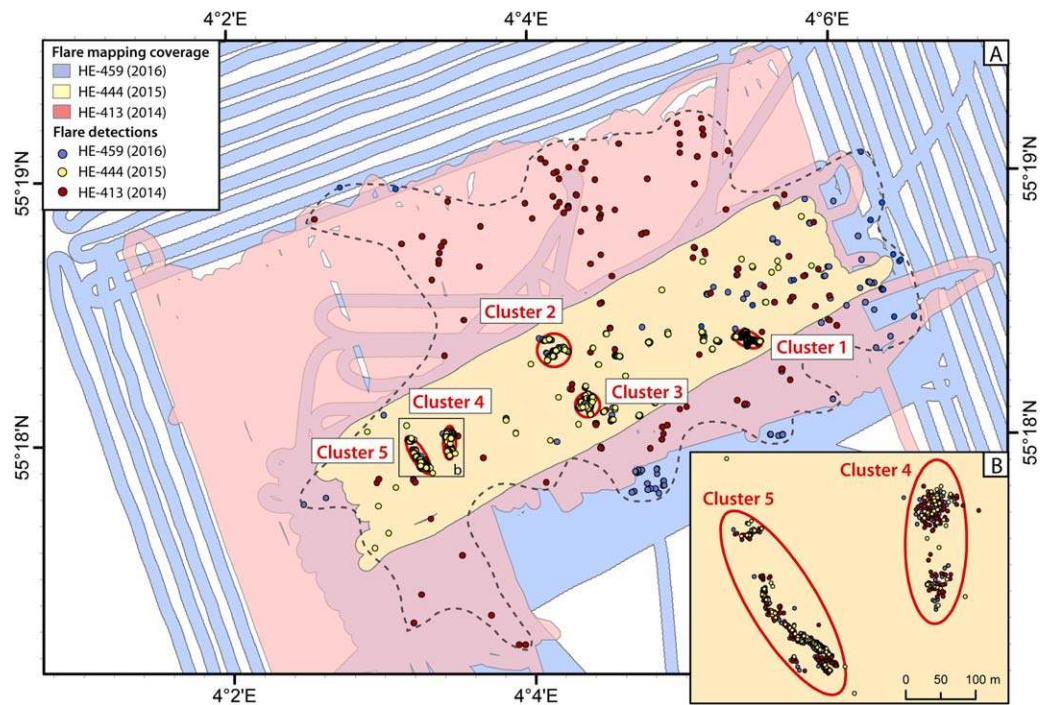 4°2'E 4°4'E 4°6'E
Flare mapping coverage
HE-459 (2016)
HE-444 (2015)
HE-413 (2014)
Flare detections
HE-459 (2016)
HE-444 (2015)
HE-413 (2014)
A
55°19'N
55°19'N
Cluster 2
Cluster 1
Cluster 3
Cluster 4
Cluster 5
b
55°18'N
55°18'N
B
Cluster 4
Cluster 5
0 50 100 m
4°2'E 4°4'E 4°6'E